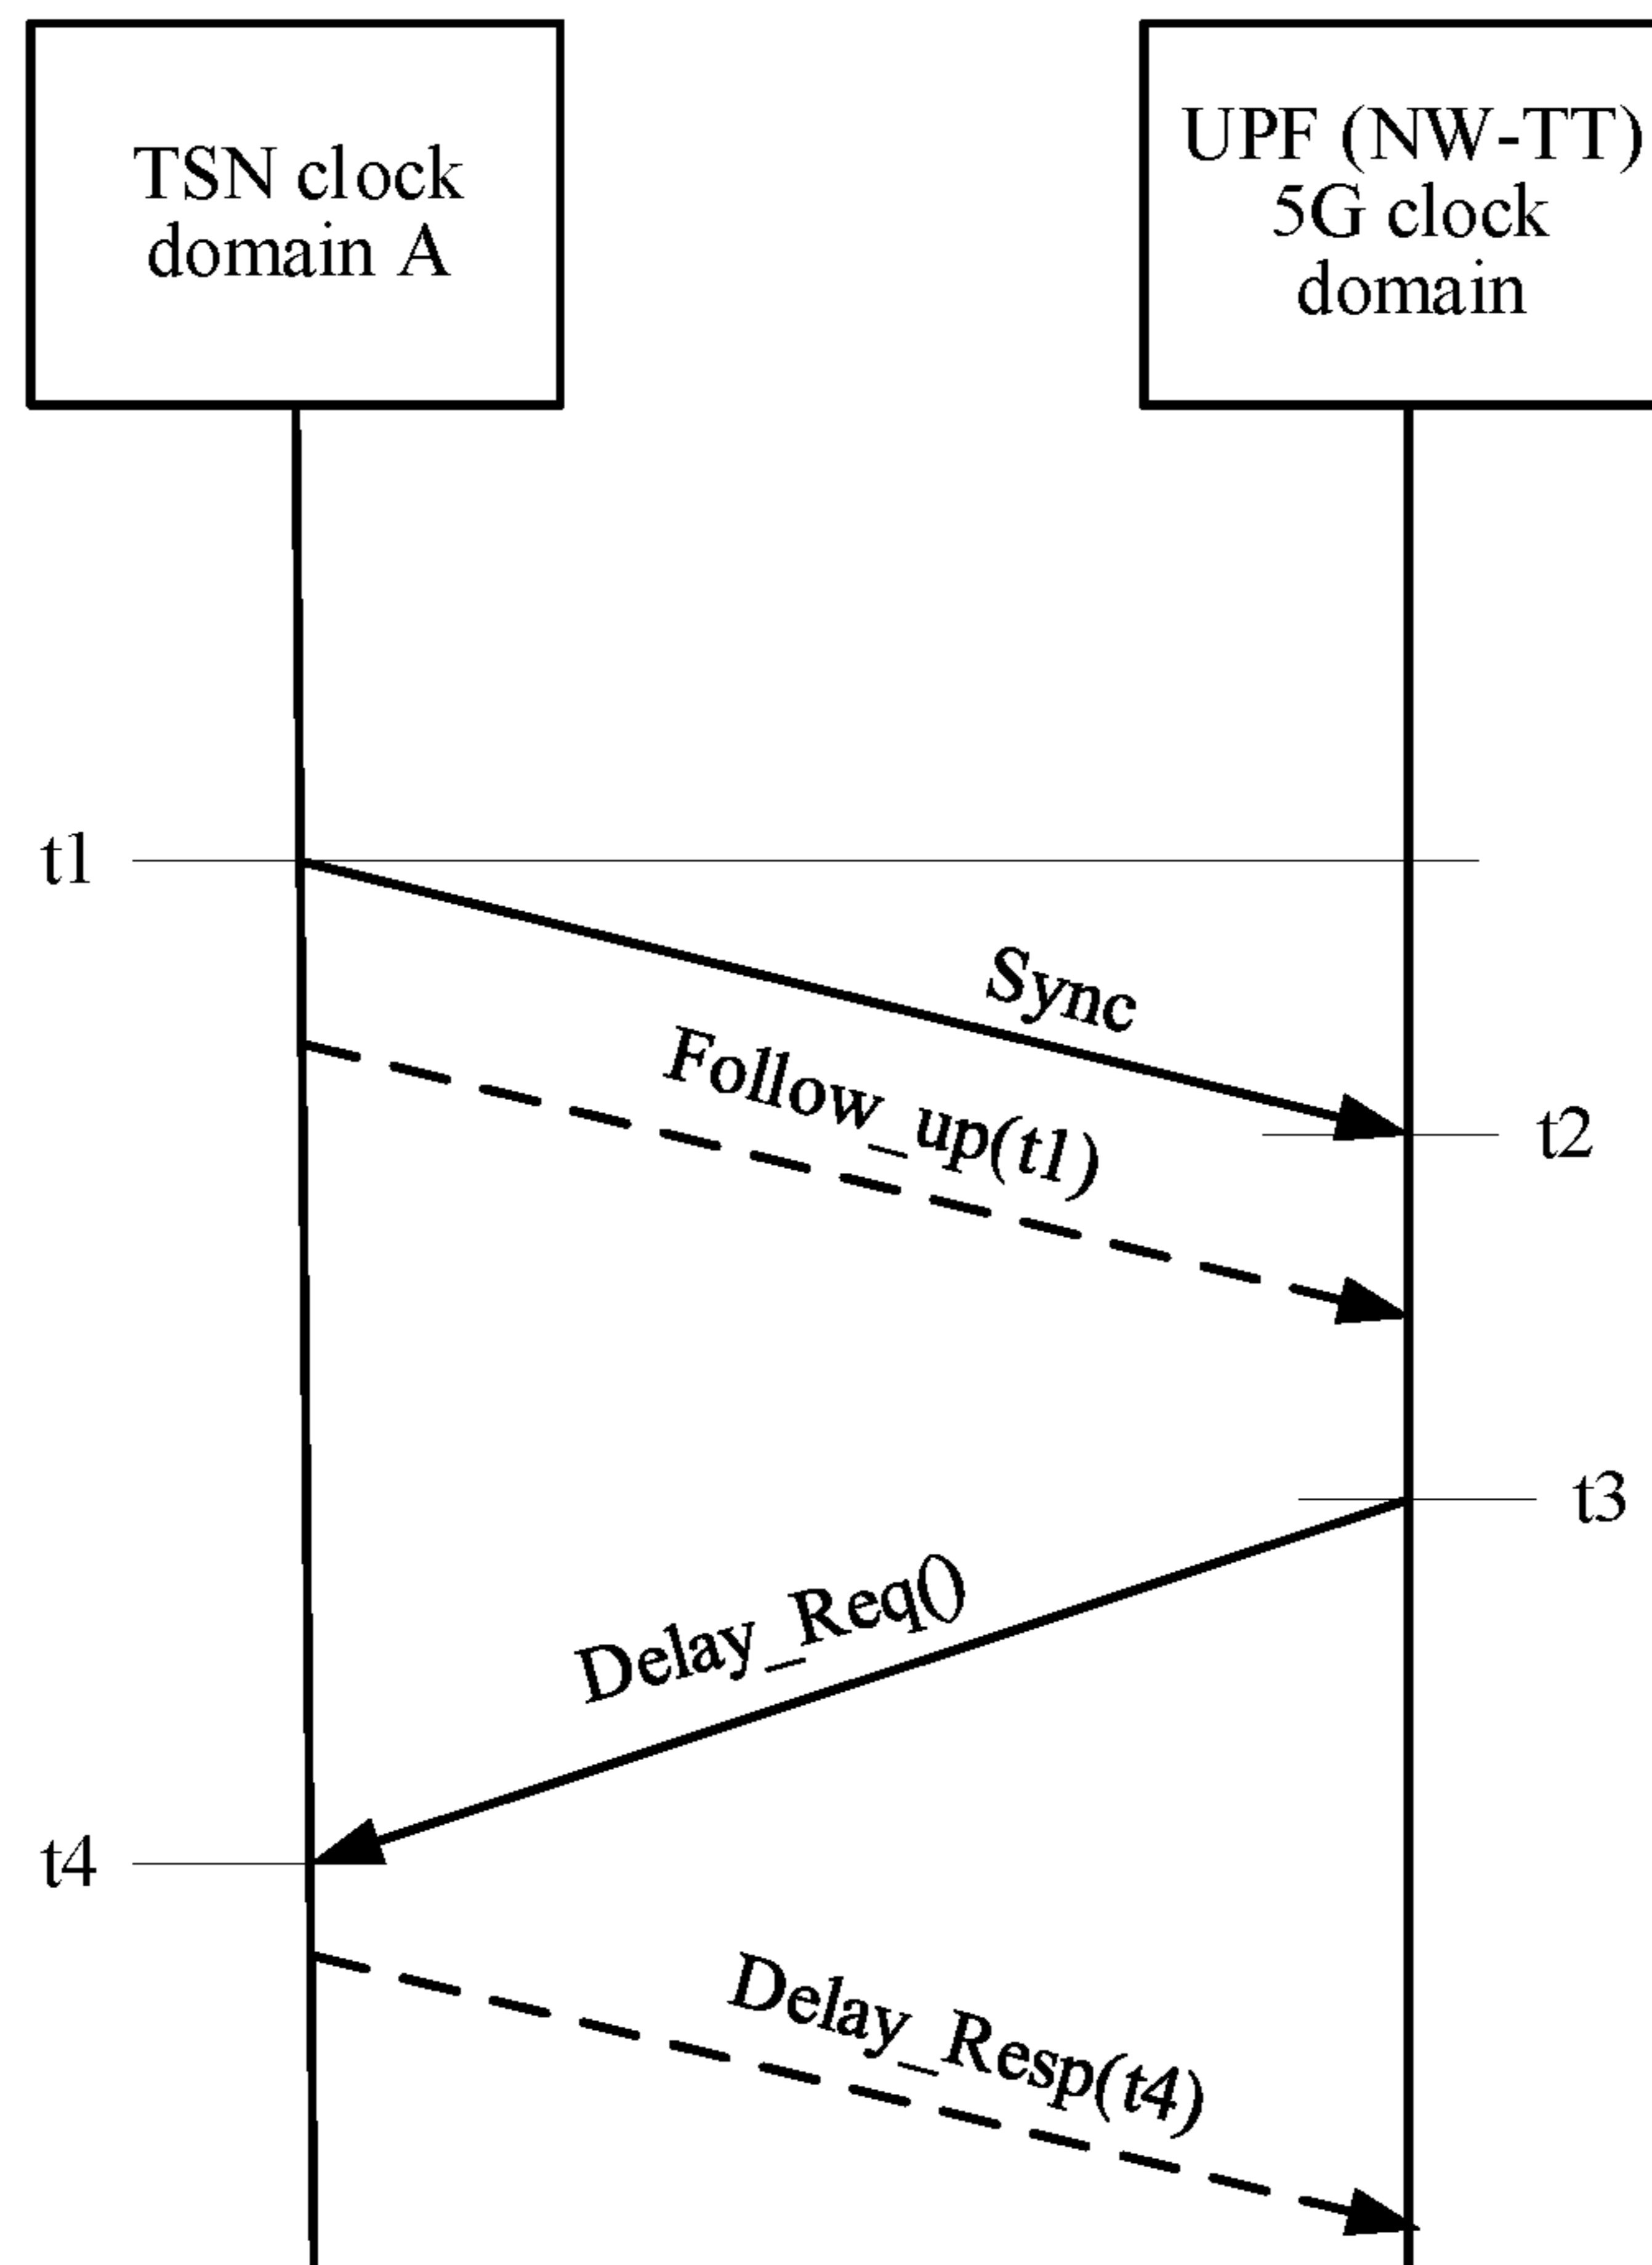 TSN clock
domain A
UPF (NW-TT)
5G clock
domain
t1
Sync
Follow_up(t1)
t2
t3
Delay_Req()
t4
Delay_Resp(t4)